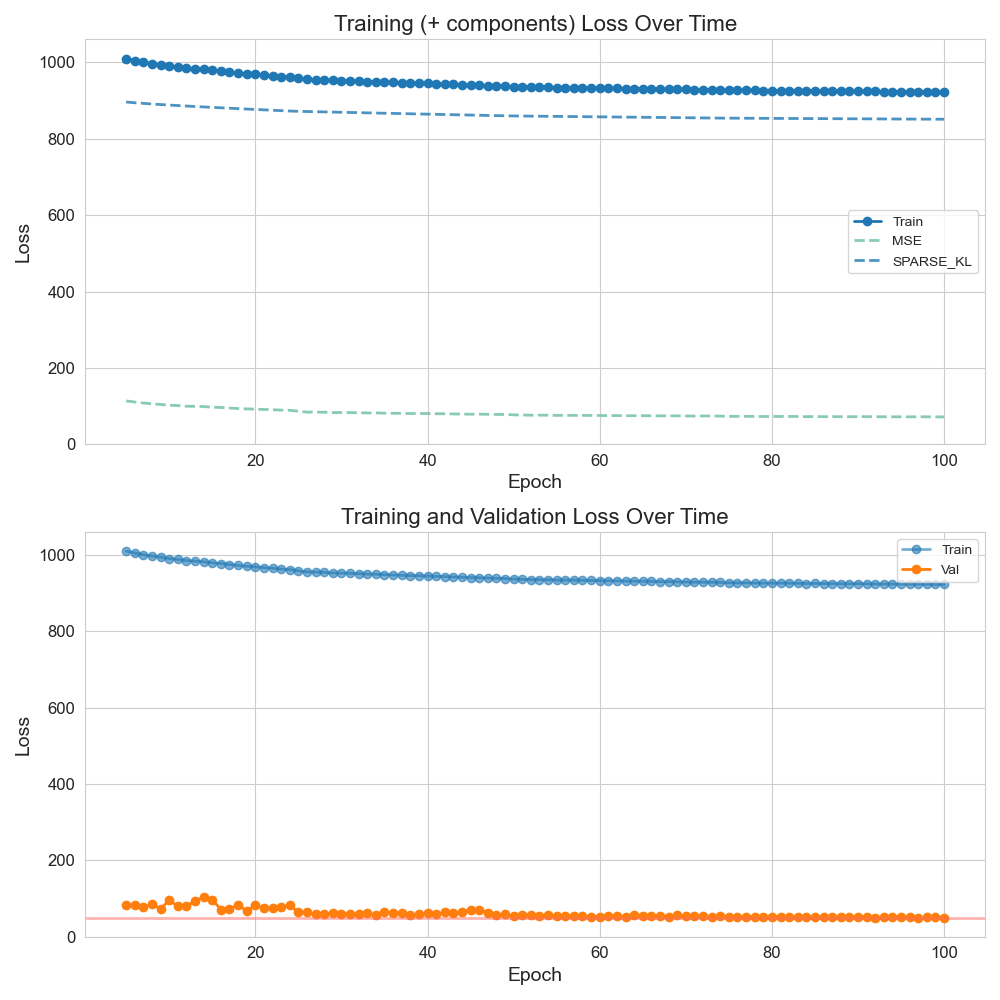 Training (+ components) Loss Over Time
1000
800
600
400
200
0
Loss
Train
MSE
SPARSE_KL
20 40 60 80 100
Epoch
Training and Validation Loss Over Time
1000
800
600
400
200
0
Loss
Train
Val
20 40 60 80 100
Epoch